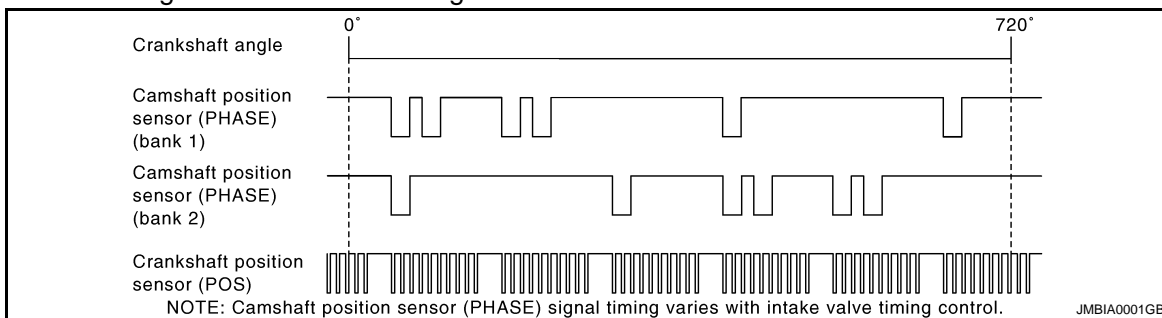 0˚
720˚
Crankshaft angle
Camshaft position
sensor (PHASE)
(bank 1)
Camshaft position
sensor (PHASE)
(bank 2)
Crankshaft position
sensor (POS)
NOTE: Camshaft position sensor (PHASE) signal timing varies with intake valve timing control.
JMBIA0001GB